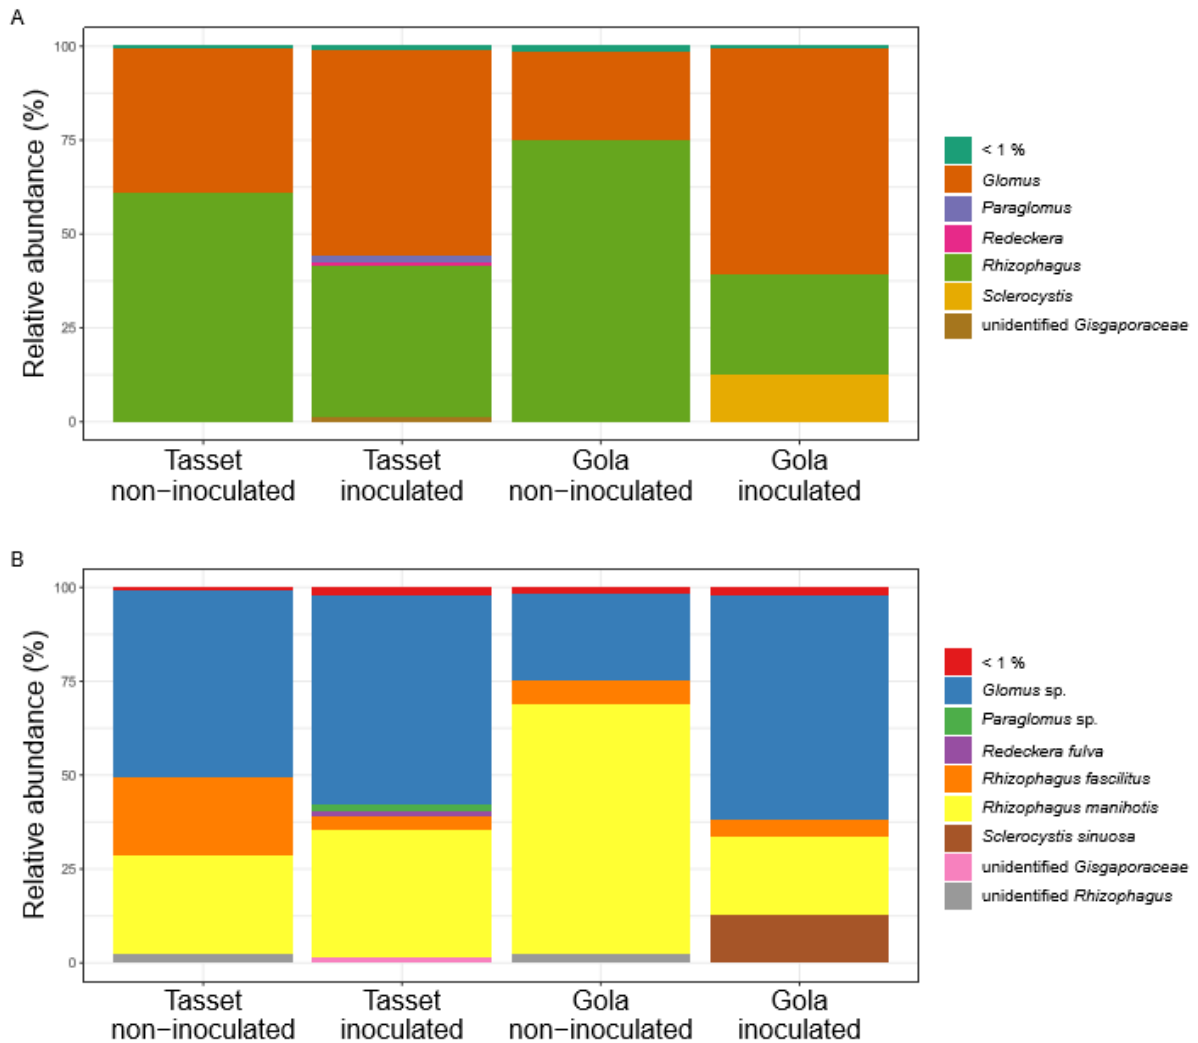 A
Relative abundance (%)
100
75
50
25
0
Tasset
non−inoculated
Tasset
inoculated
Gola
non−inoculated
Gola
inoculated
< 1 %
Glomus
Paraglomus
Redeckera
Rhizophagus
Sclerocystis
unidentified Gisgaporaceae
B
Relative abundance (%)
100
75
50
25
0
Tasset
non−inoculated
Tasset
inoculated
Gola
non−inoculated
Gola
inoculated
< 1 %
Glomus sp.
Paraglomus sp.
Redeckera fulva
Rhizophagus fascilitus
Rhizophagus manihotis
Sclerocystis sinuosa
unidentified Gisgaporaceae
unidentified Rhizophagus